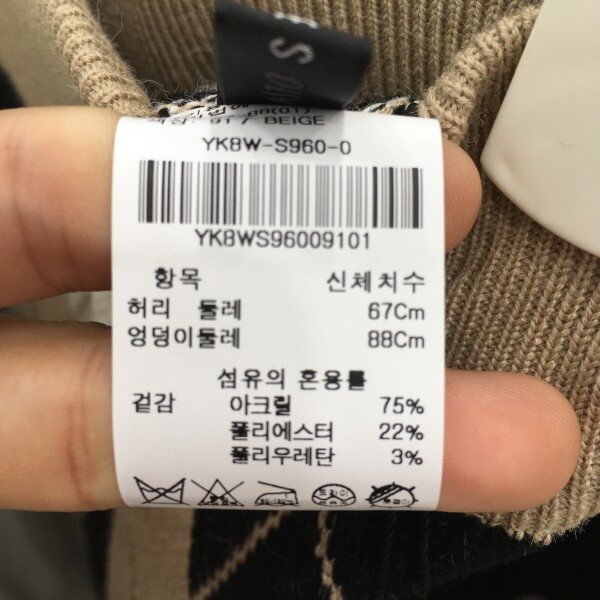 S
BEIGE
YK8W-S960-0
YK8WS96009101
항목 신체치수
허리 둘레 67Cm
엉덩이둘레 88Cm
섬유의 혼용률
겉감 아크릴 75%
폴리에스터 22%
폴리우레탄 3%